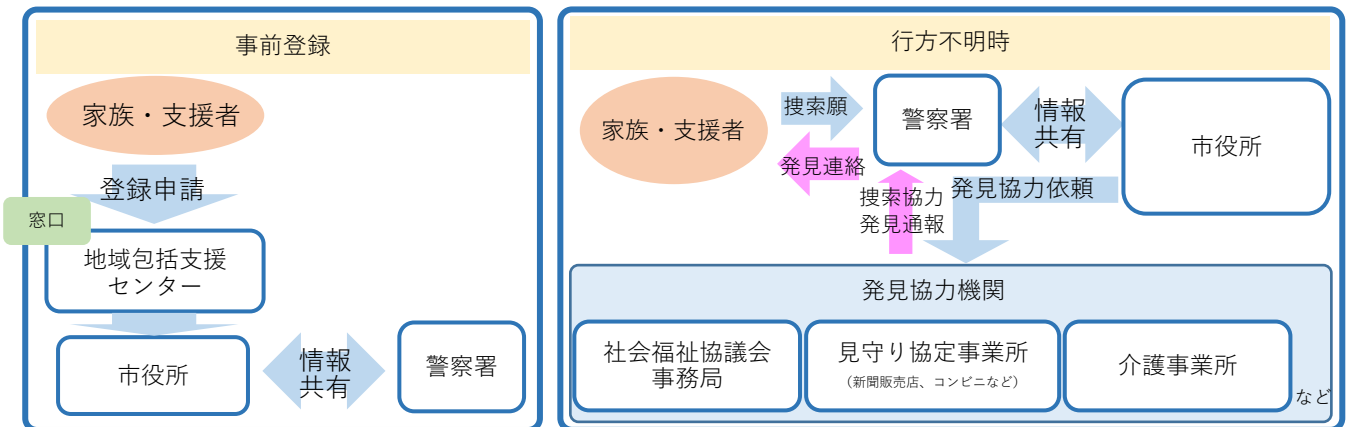 事前登録
家族・支援者
登録申請
窓口
地域包括支援
センター
市役所
情報
共有
警察署
行方不明時
家族・支援者
捜索願
発見連絡
警察署
情報
共有
市役所
捜索協力
発見通報
発見協力依頼
発見協力機関
社会福祉協議会
事務局
見守り協定事業所
（新聞販売店、コンビニなど）
介護事業所
など